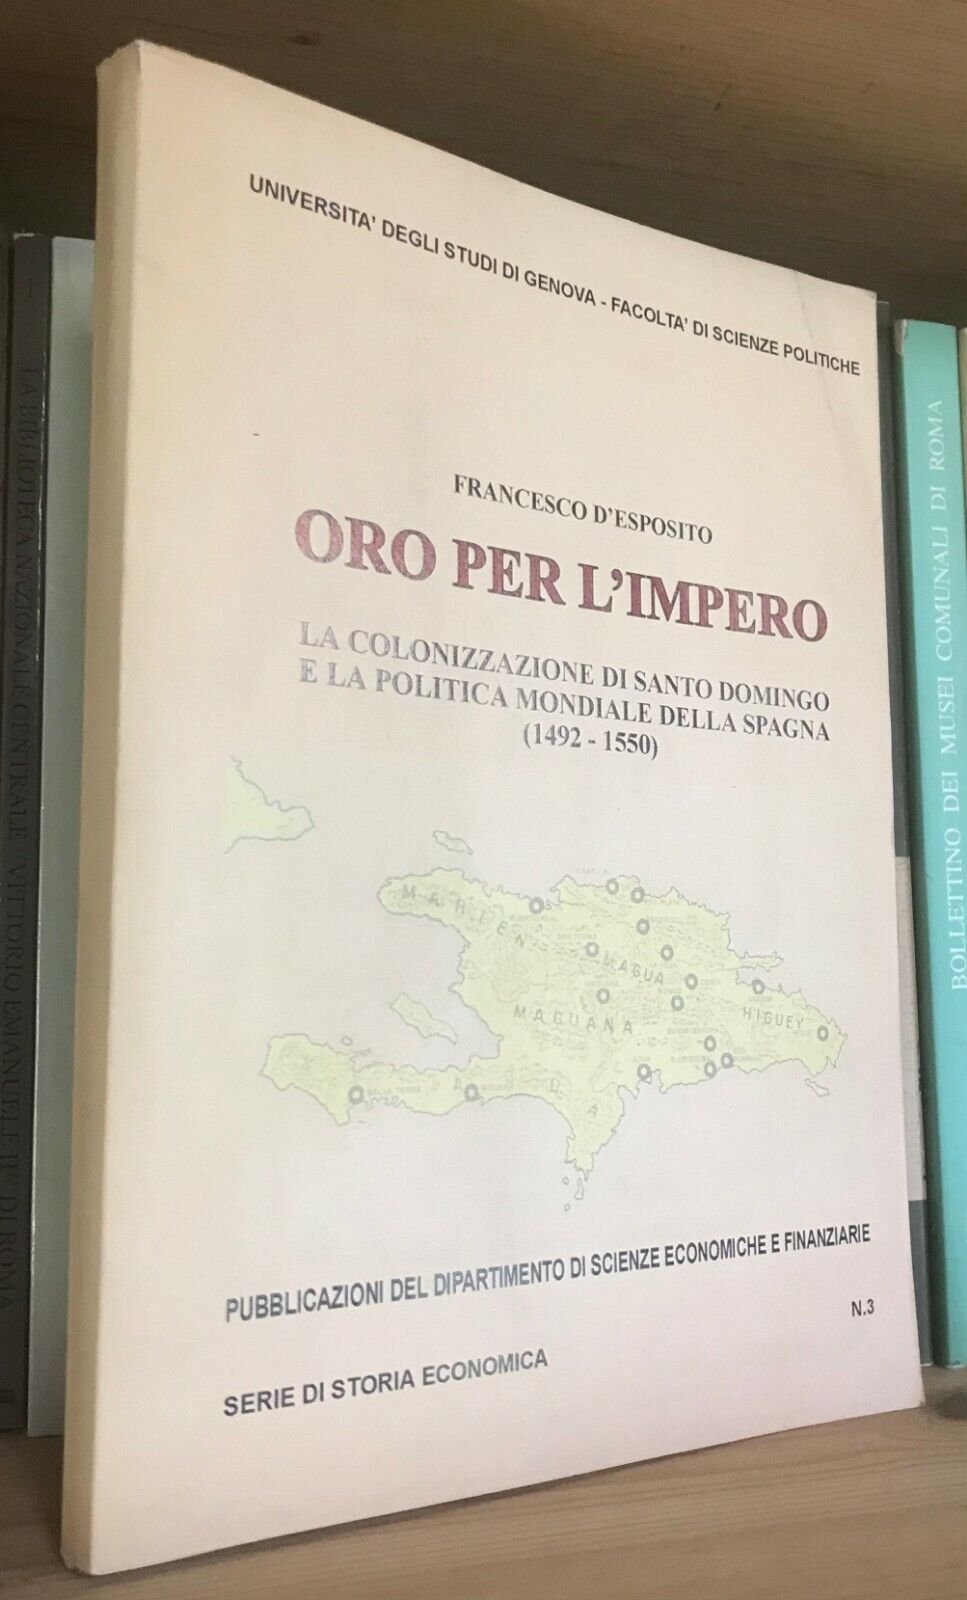 UNIVERSITA' DEGLI STUDI DI GENOVA - FACOLTA' DI SCIENZE POLITICHE
FRANCESCO D'ESPOSITO
ORO PER L'IMPERO
LA COLONIZZAZIONE DI SANTO DOMINGO
E LA POLITICA MONDIALE DELLA SPAGNA
(1492 - 1550)
MARIEN
MAGUA
MAGUANA
HIGUEY
PUBBLICAZIONI DEL DIPARTIMENTO DI SCIENZE ECONOMICHE E FINANZIARIE
N.3
SERIE DI STORIA ECONOMICA
LA BIBLIOTECA NAZIONALE CENTRALE "VITTORIO EMANUELE II" DI ROMA
BOLLETTINO DEI MUSEI COMUNALI DI ROMA